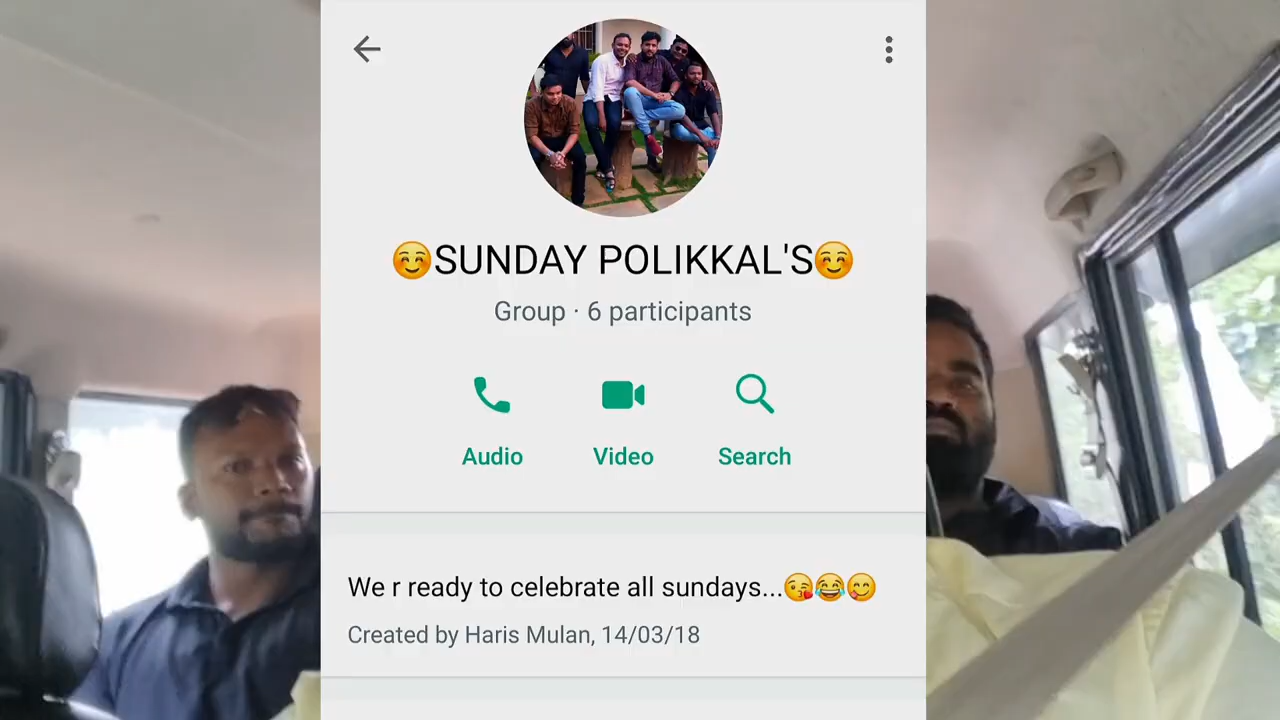 ☺️SUNDAY POLIKKAL'S☺️
Group · 6 participants
Audio Video Search
We r ready to celebrate all sundays...😘😂😋
Created by Haris Mulan, 14/03/18